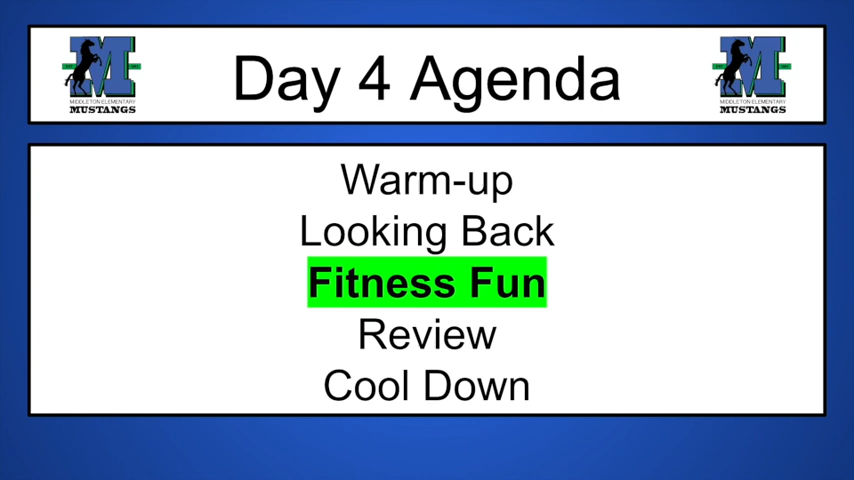 Day 4 Agenda
M
MIDDLETON ELEMENTARY
MUSTANGS
M
MIDDLETON ELEMENTARY
MUSTANGS
Warm-up
Looking Back
Fitness Fun
Review
Cool Down